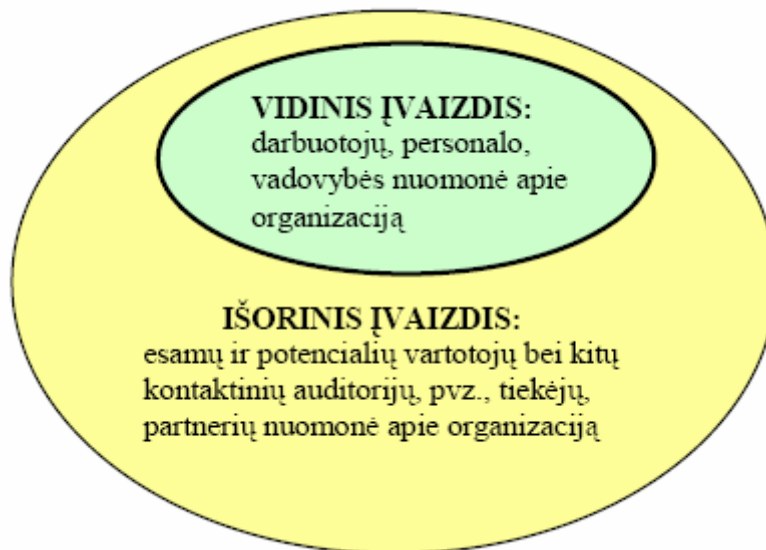 VIDINIS ĮVAIZDIS:
darbuotojų, personalo,
vadovybės nuomonė apie
organizaciją
IŠORINIS ĮVAIZDIS:
esamų ir potencialių vartotojų bei kitų
kontaktinių auditorijų, pvz., tiekėjų,
partnerių nuomonė apie organizaciją